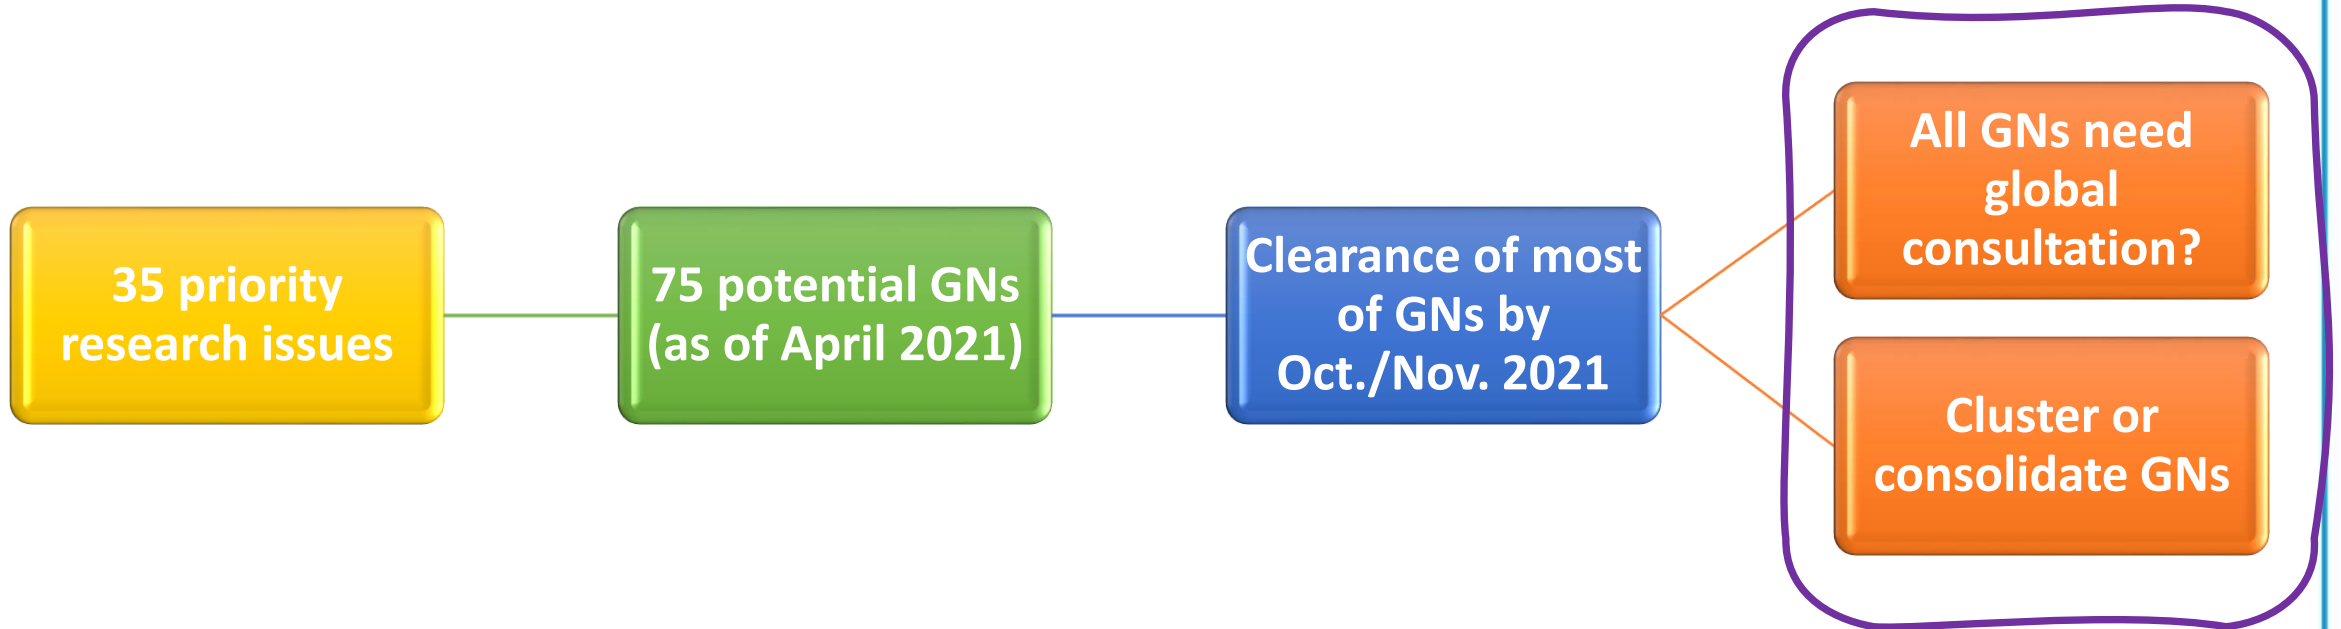 35 priority
research issues
75 potential GNs
(as of April 2021)
Clearance of most
of GNs by
Oct./Nov. 2021
All GNs need
global
consultation?
Cluster or
consolidate GNs